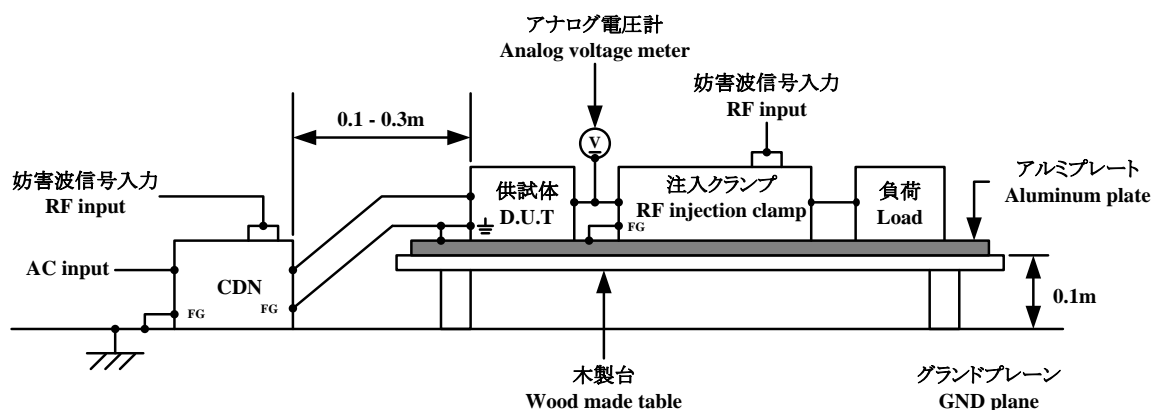 アナログ電圧計
Analog voltage meter
妨害波信号入力
RF input
0.1 - 0.3m
V
妨害波信号入力
RF input
供試体
D.U.T
注入クランプ
RF injection clamp
FG
負荷
Load
アルミプレート
Aluminum plate
AC input
CDN
FG
FG
0.1m
木製台
Wood made table
グランドプレーン
GND plane